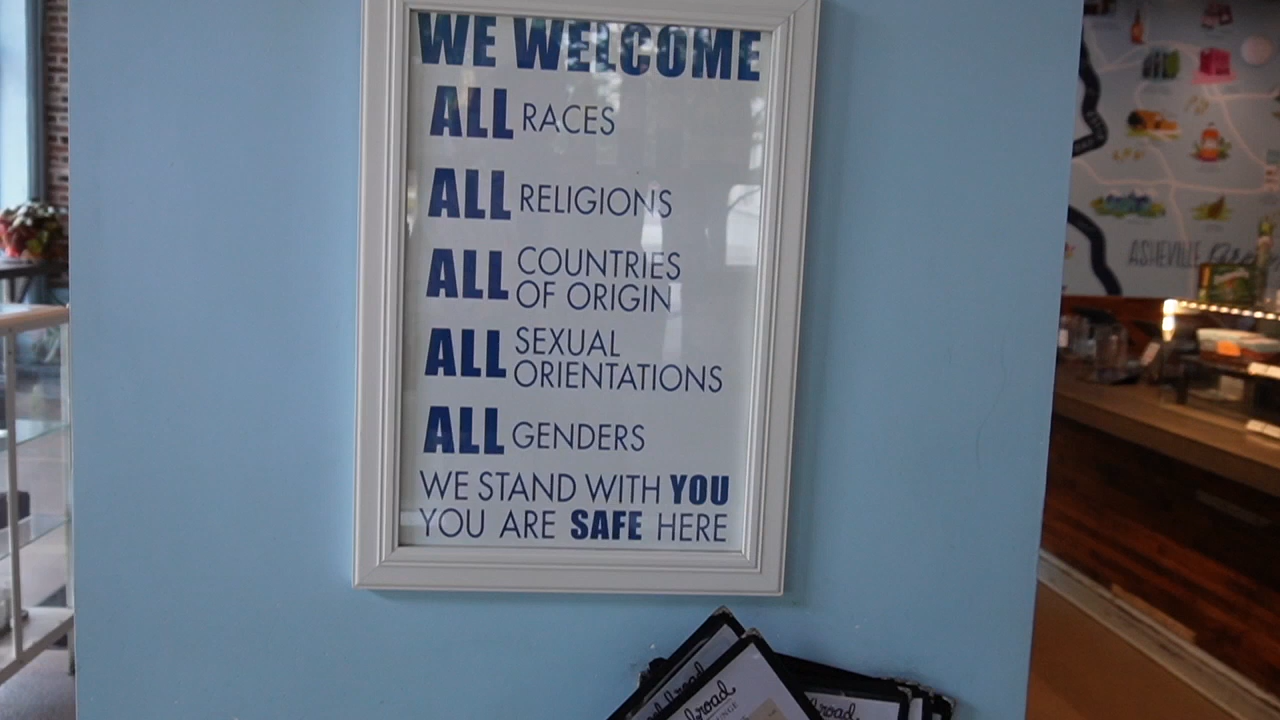 WE WELCOME
ALL RACES
ALL RELIGIONS
ALL COUNTRIES
OF ORIGIN
ALL SEXUAL
ORIENTATIONS
ALL GENDERS
WE STAND WITH YOU
YOU ARE SAFE HERE
ASHEVILLE